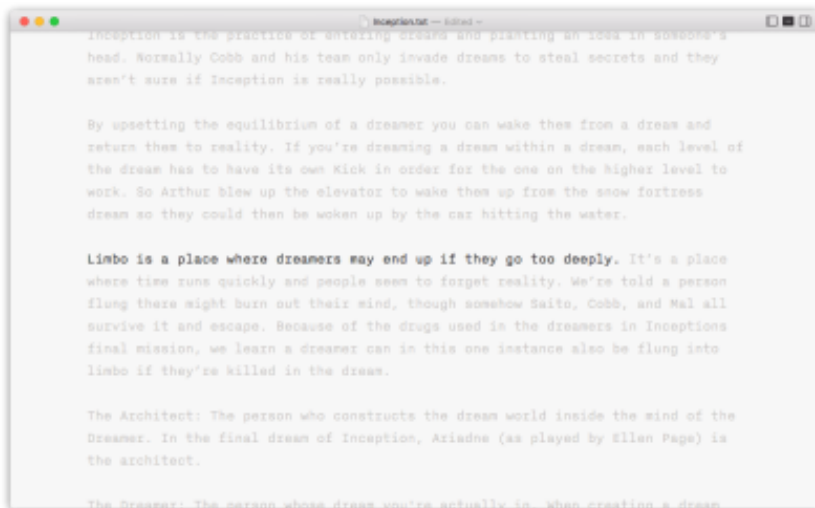 Inception.txt — Edited
Inception is the practice of entering dreams and planting an idea in someone's
head. Normally Cobb and his team only invade dreams to steal secrets and they
aren't sure if Inception is really possible.
By upsetting the equilibrium of a dreamer you can wake them from a dream and
return them to reality. If you're dreaming a dream within a dream, each level of
the dream has to have its own Kick in order for the one on the higher level to
work. So Arthur blew up the elevator to wake them up from the snow fortress
dream so they could then be woken up by the car hitting the water.
Limbo is a place where dreamers may end up if they go too deeply. It's a place
where time runs quickly and people seem to forget reality. We're told a person
flung there might burn out their mind, though somehow Saito, Cobb, and Mal all
survive it and escape. Because of the drugs used in the dreamers in Inceptions
final mission, we learn a dreamer can in this one instance also be flung into
limbo if they're killed in the dream.
The Architect: The person who constructs the dream world inside the mind of the
Dreamer. In the final dream of Inception, Ariadne (as played by Ellen Page) is
the architect.
The Dreamer: The person whose dream you're actually in. When creating a dream